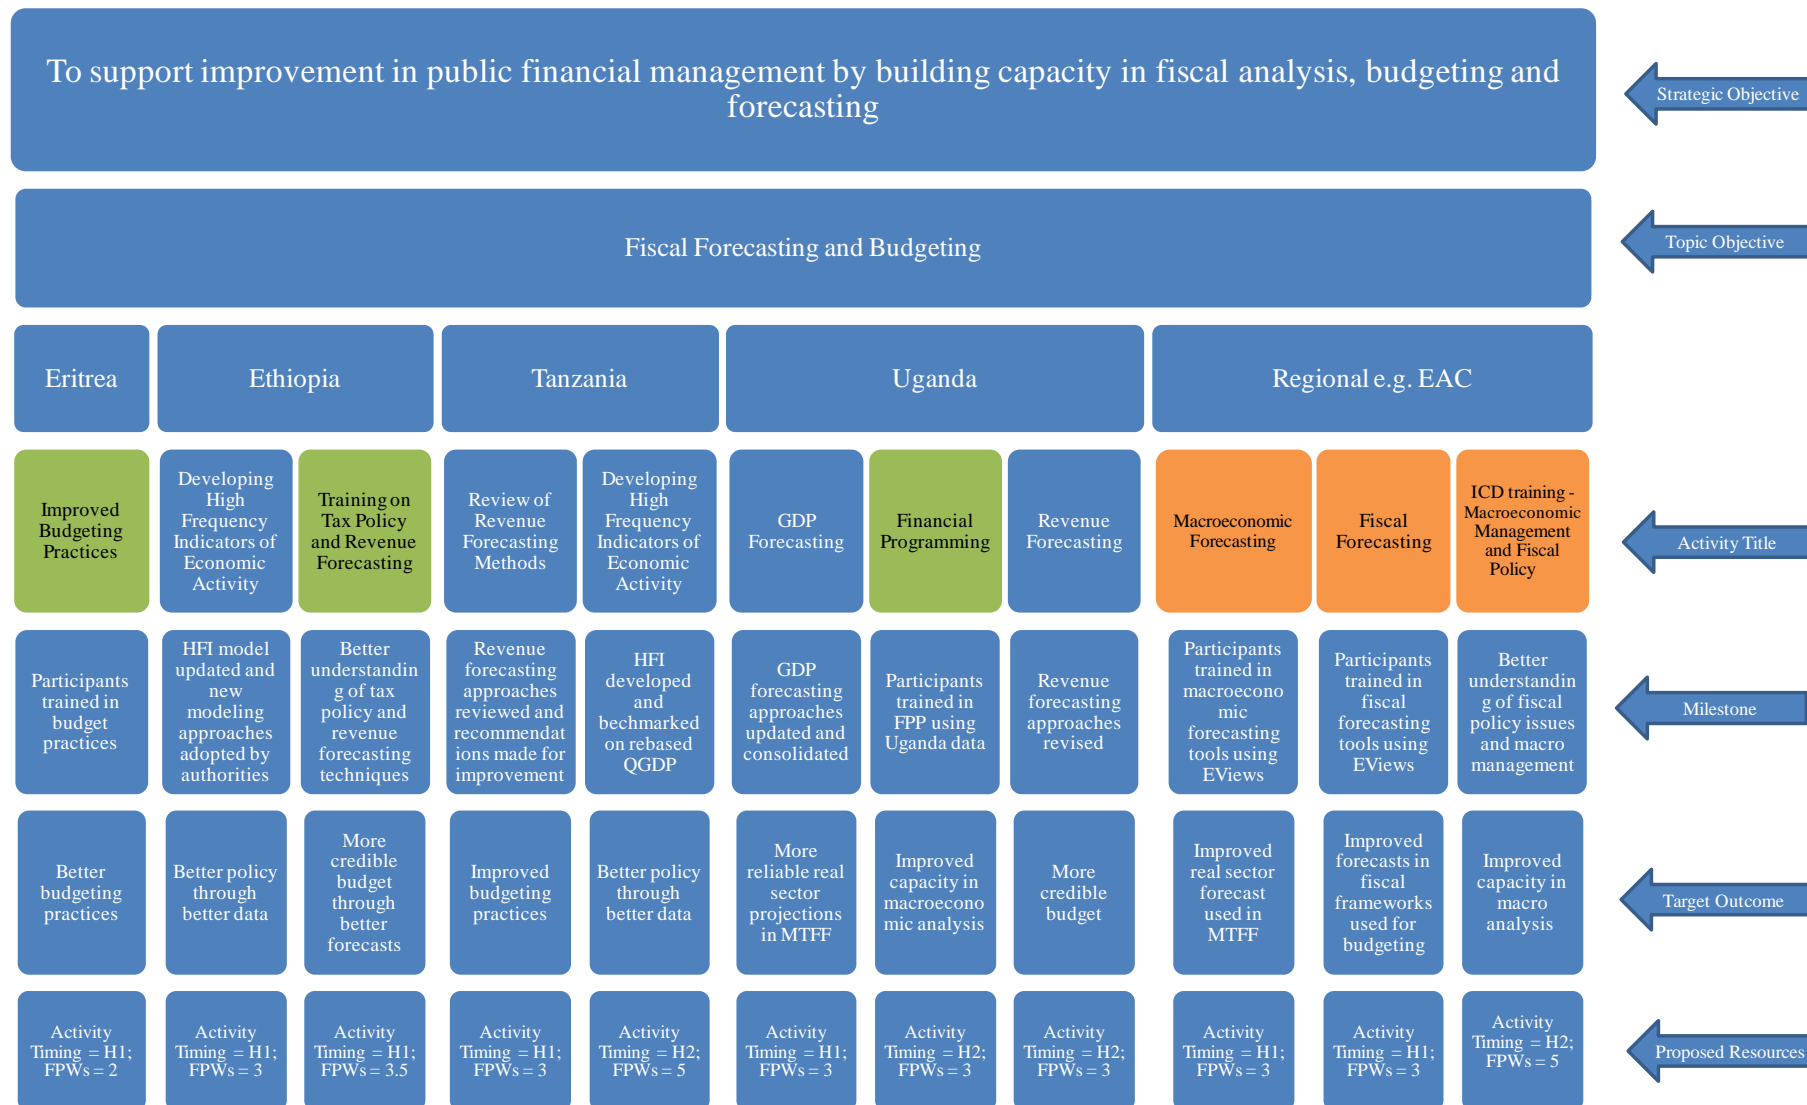 To support improvement in public financial management by building capacity in fiscal analysis, budgeting and
forecasting
Strategic Objective
Fiscal Forecasting and Budgeting
Topic Objective
Eritrea
Ethiopia
Tanzania
Uganda
Regional e.g. EAC
Improved
Budgeting
Practices
Developing
High
Frequency
Indicators of
Economic
Activity
Training on
Tax Policy
and Revenue
Forecasting
Review of
Revenue
Forecasting
Methods
Developing
High
Frequency
Indicators of
Economic
Activity
GDP
Forecasting
Financial
Programming
Revenue
Forecasting
Macroeconomic
Forecasting
Fiscal
Forecasting
ICD training -
Macroeconomic
Management
and Fiscal
Policy
Activity Title
Participants
trained in
budget
practices
HFI model
updated and
new
modeling
approaches
adopted by
authorities
Better
understandin
g of tax
policy and
revenue
forecasting
techniques
Revenue
forecasting
approaches
reviewed and
recommendat
ions made for
improvement
HFI
developed
and
bechmarked
on rebased
QGDP
GDP
forecasting
approaches
updated and
consolidated
Participants
trained in
FPP using
Uganda data
Revenue
forecasting
approaches
revised
Participants
trained in
macroecono
mic
forecasting
tools using
EViews
Participants
trained in
fiscal
forecasting
tools using
EViews
Better
understandin
g of fiscal
policy issues
and macro
management
Milestone
Better
budgeting
practices
Better policy
through
better data
More
credible
budget
through
better
forecasts
Improved
budgeting
practices
Better policy
through
better data
More
reliable real
sector
projections
in MTFF
Improved
capacity in
macroecono
mic analysis
More
credible
budget
Improved
real sector
forecast
used in
MTFF
Improved
forecasts in
fiscal
frameworks
used for
budgeting
Improved
capacity in
macro
analysis
Target Outcome
Activity
Timing = H1;
FPWs = 2
Activity
Timing = H1;
FPWs = 3
Activity
Timing = H1;
FPWs = 3.5
Activity
Timing = H1;
FPWs = 3
Activity
Timing = H2;
FPWs = 5
Activity
Timing = H1;
FPWs = 3
Activity
Timing = H2;
FPWs = 3
Activity
Timing = H2;
FPWs = 3
Activity
Timing = H1;
FPWs = 3
Activity
Timing = H1;
FPWs = 3
Activity
Timing = H2;
FPWs = 5
Proposed Resources